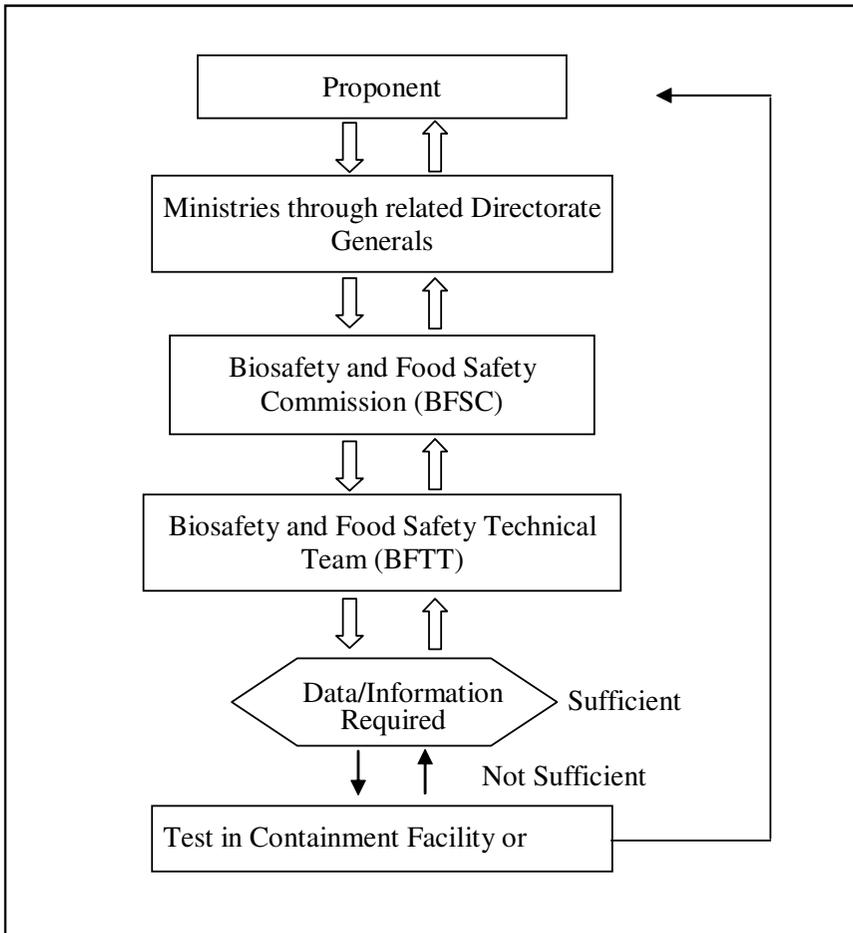 Proponent
Ministries through related Directorate
Generals
Biosafety and Food Safety
Commission (BFSC)
Biosafety and Food Safety Technical
Team (BFTT)
Data/Information
Required
Sufficient
Not Sufficient
Test in Containment Facility or